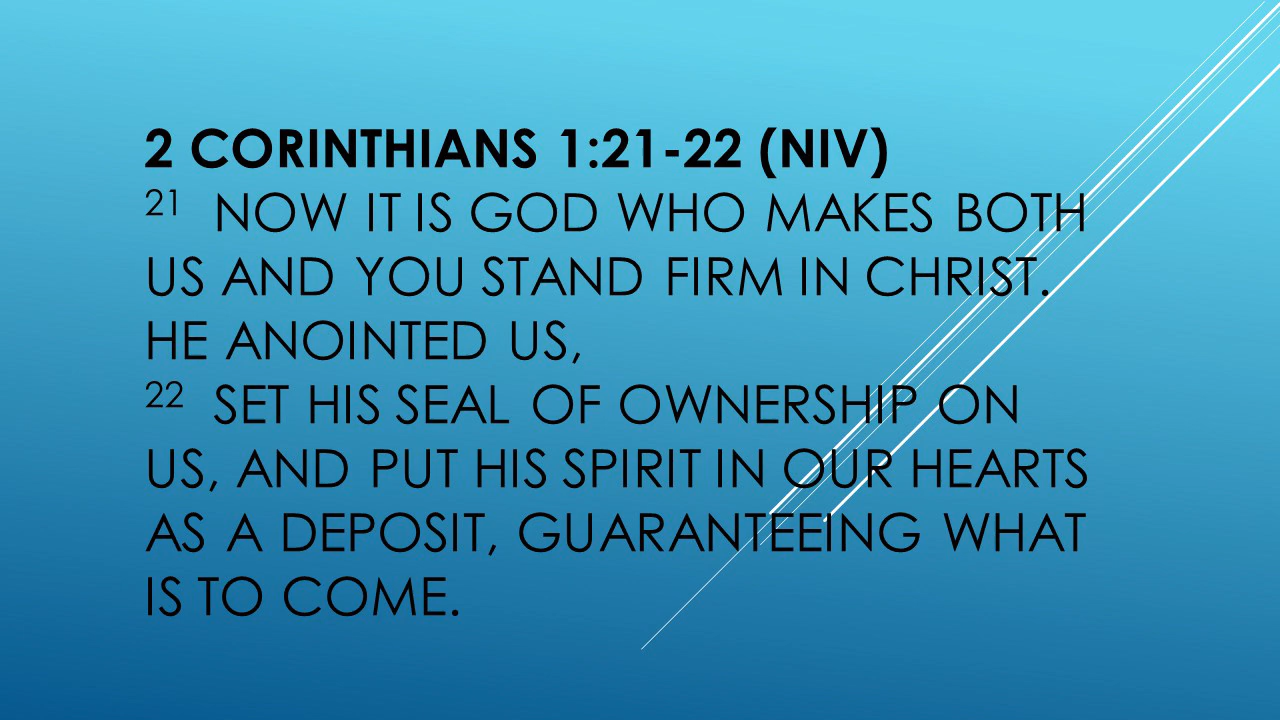 2 CORINTHIANS 1:21-22 (NIV)
21 NOW IT IS GOD WHO MAKES BOTH
US AND YOU STAND FIRM IN CHRIST.
HE ANOINTED US,
22 SET HIS SEAL OF OWNERSHIP ON
US, AND PUT HIS SPIRIT IN OUR HEARTS
AS A DEPOSIT, GUARANTEEING WHAT
IS TO COME.